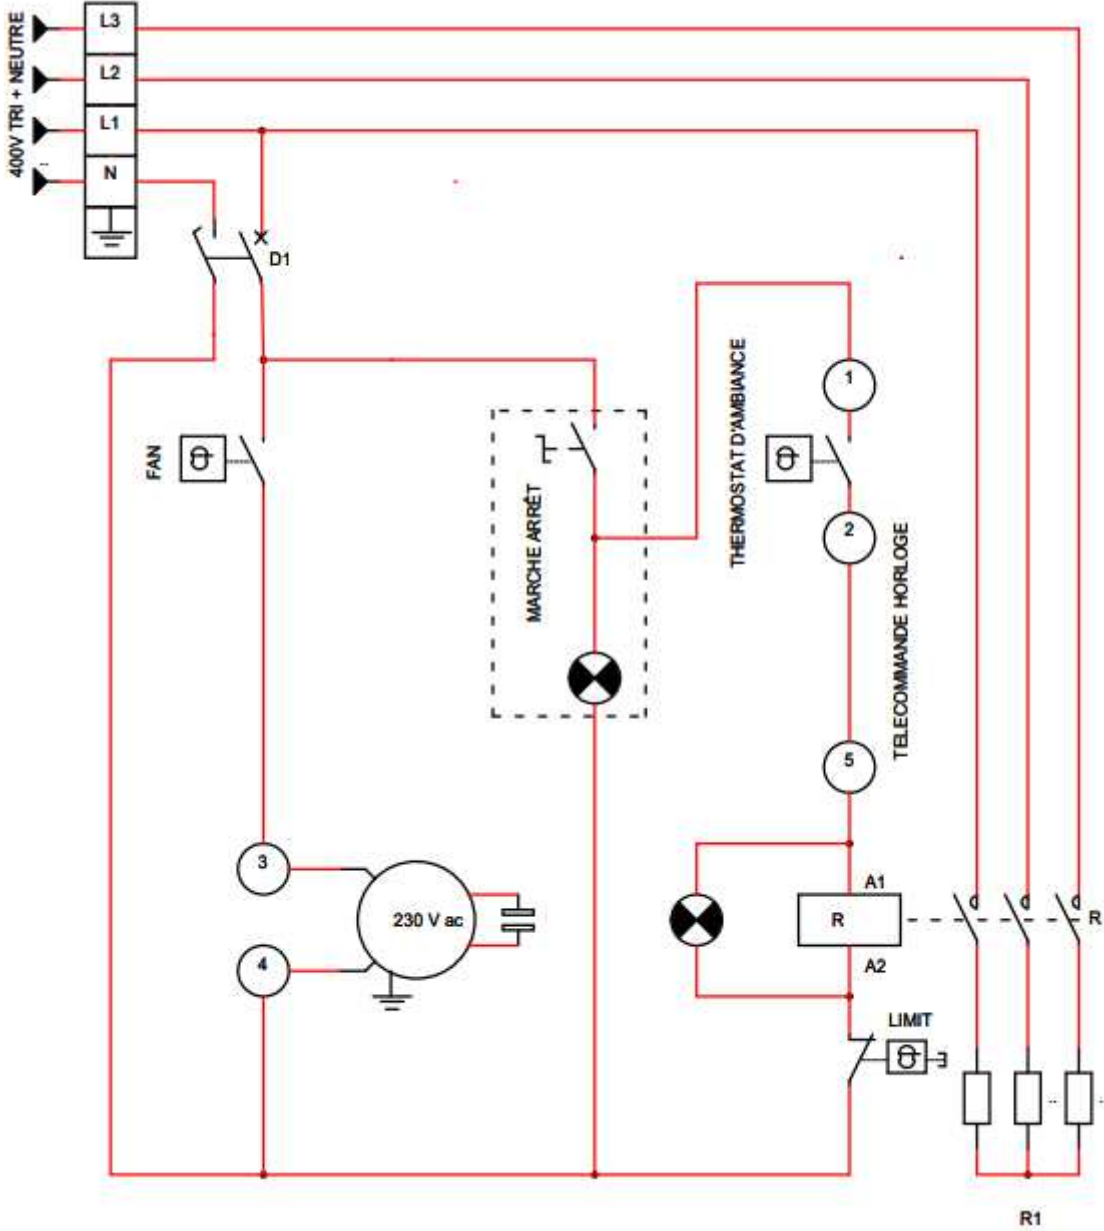 400V TRI + NEUTRE
L3
L2
L1
N
D1
FAN
MARCHE ARRÊT
THERMOSTAT D'AMBIANCE
1
2
TELECOMMANDE HORLOGE
5
3
230 V ac
4
A1
R
R
A2
LIMIT
R1